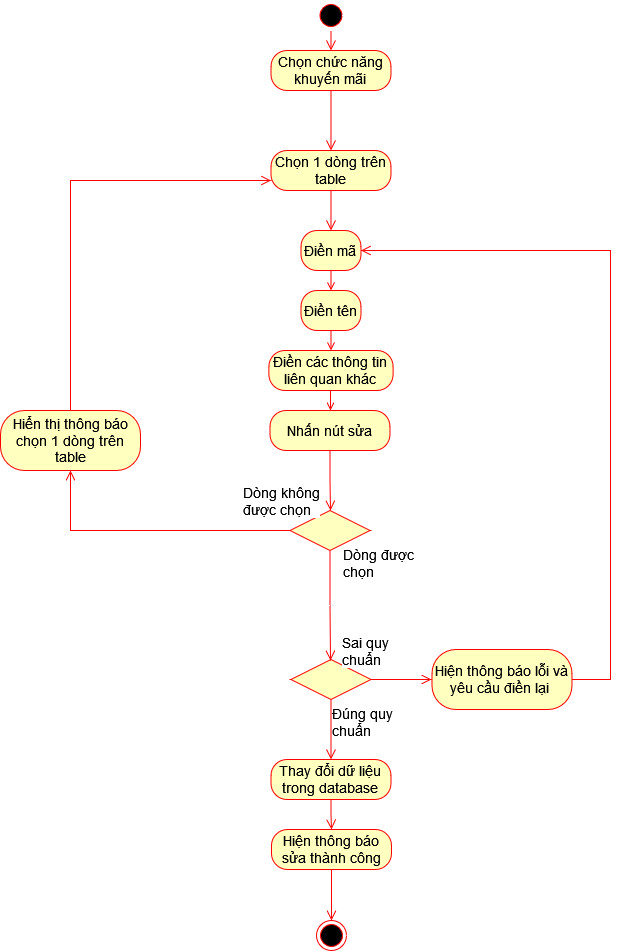 Chọn chức năng
khuyến mãi
Chọn 1 dòng trên
table
Điền mã
Điền tên
Điền các thông tin
liên quan khác
Hiển thị thông báo
chọn 1 dòng trên
table
Nhấn nút sửa
Dòng không
được chọn
Dòng được
chọn
Sai quy
chuẩn
Hiện thông báo lỗi và
yêu cầu điền lại
Đúng quy
chuẩn
Thay đổi dữ liệu
trong database
Hiện thông báo
sửa thành công